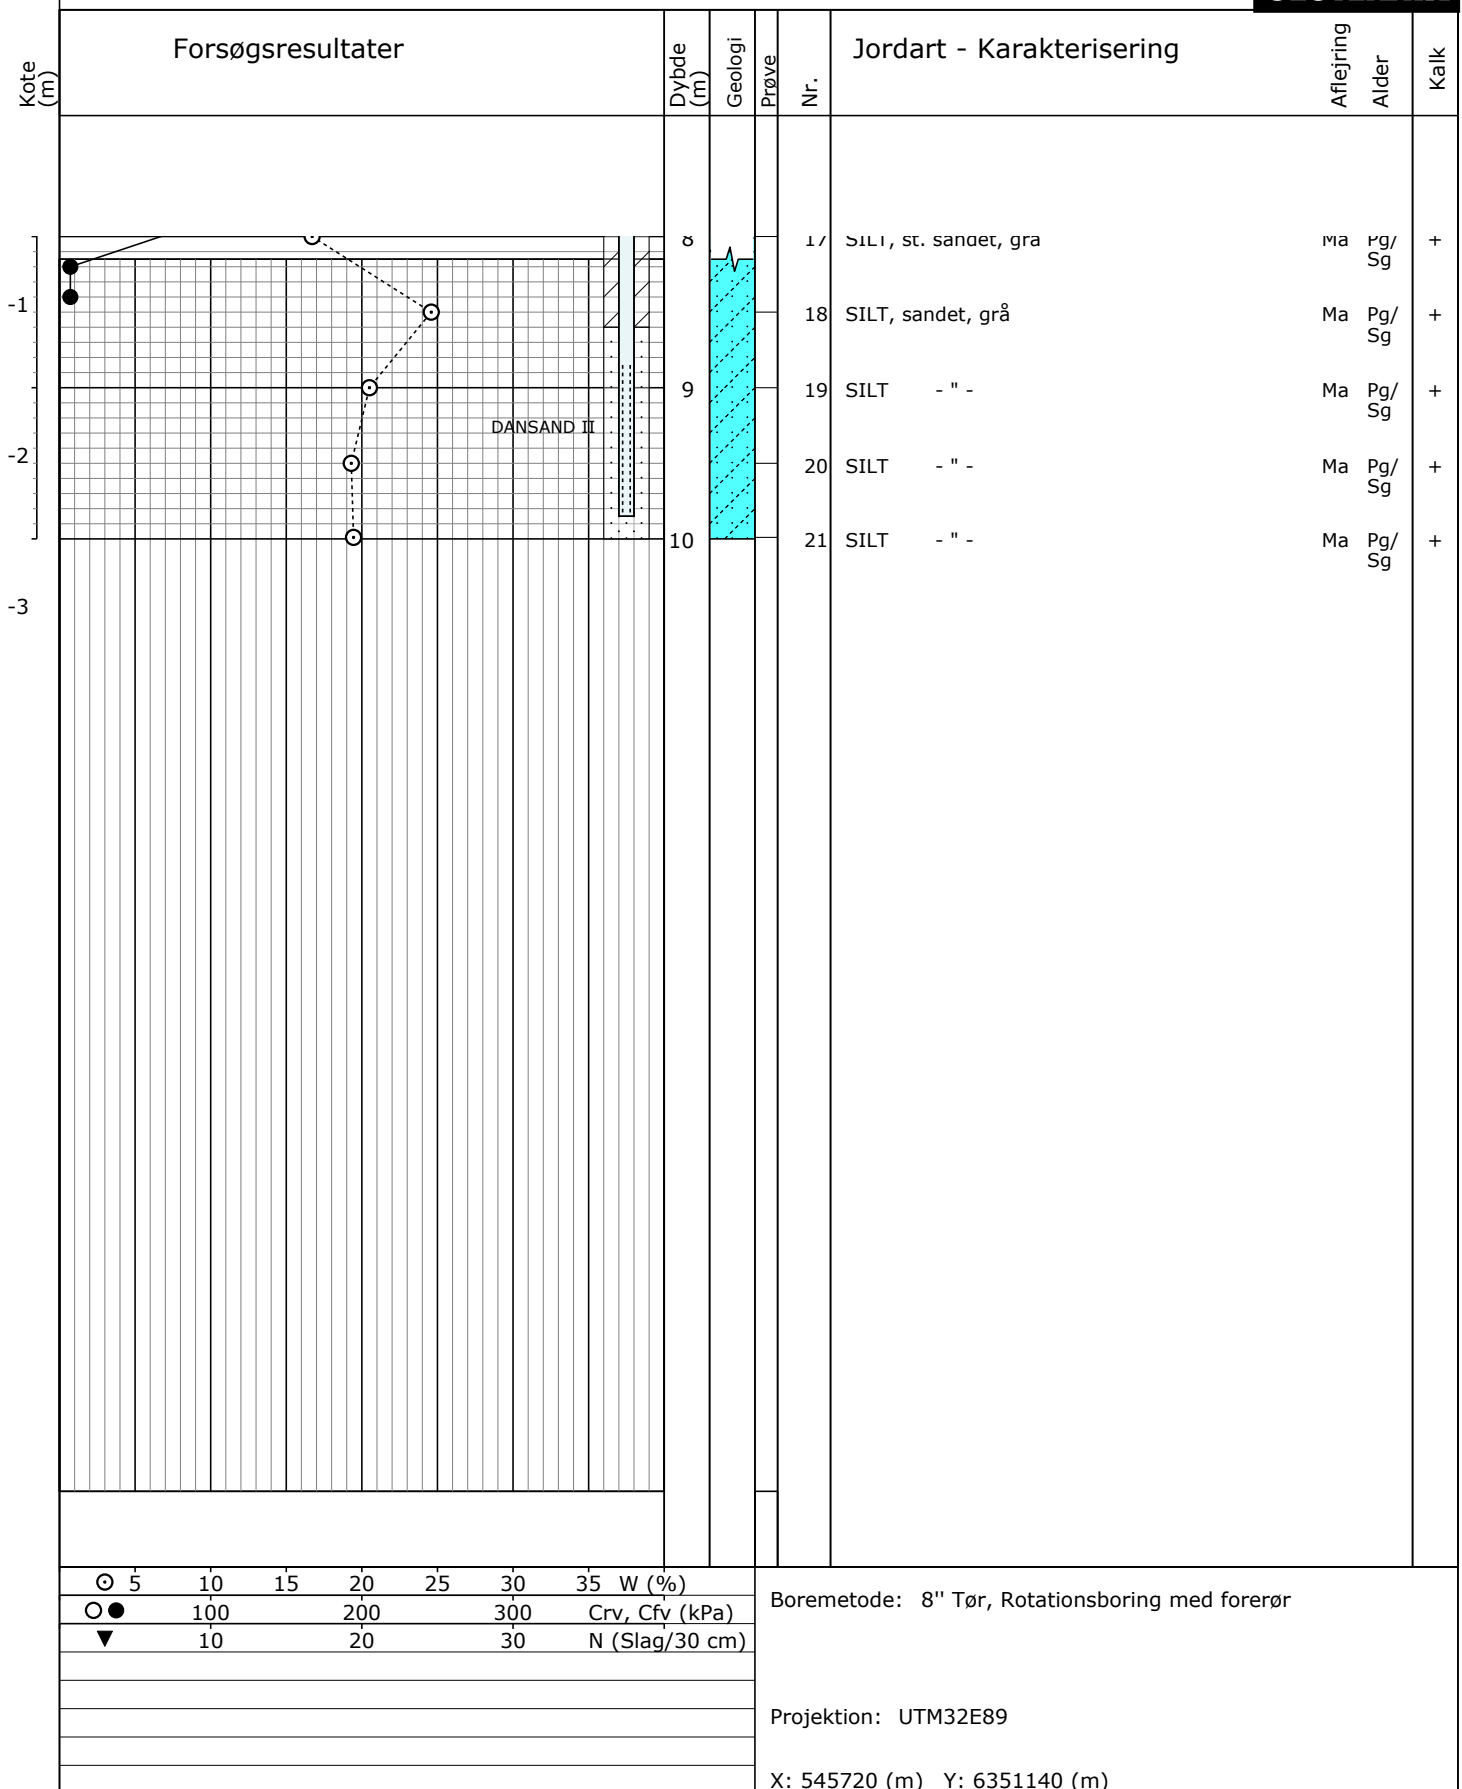 Kote (m)
Forsøgsresultater
Dybde (m)
Geologi
Prøve
Nr.
Jordart - Karakterisering
Aflejring
Alder
Kalk
8 17 SILT, st. sandet, grå Ma Pg/ +
Sg
-1 18 SILT, sandet, grå Ma Pg/ +
Sg
9 19 SILT - " - Ma Pg/ +
Sg
DANSAND II
-2 20 SILT - " - Ma Pg/ +
Sg
10 21 SILT - " - Ma Pg/ +
Sg
-3
5 10 15 20 25 30 35 W (%)
100 200 300 Crv, Cfv (kPa)
10 20 30 N (Slag/30 cm)
Boremetode: 8'' Tør, Rotationsboring med forerør
Projektion: UTM32E89
X: 545720 (m) Y: 6351140 (m)